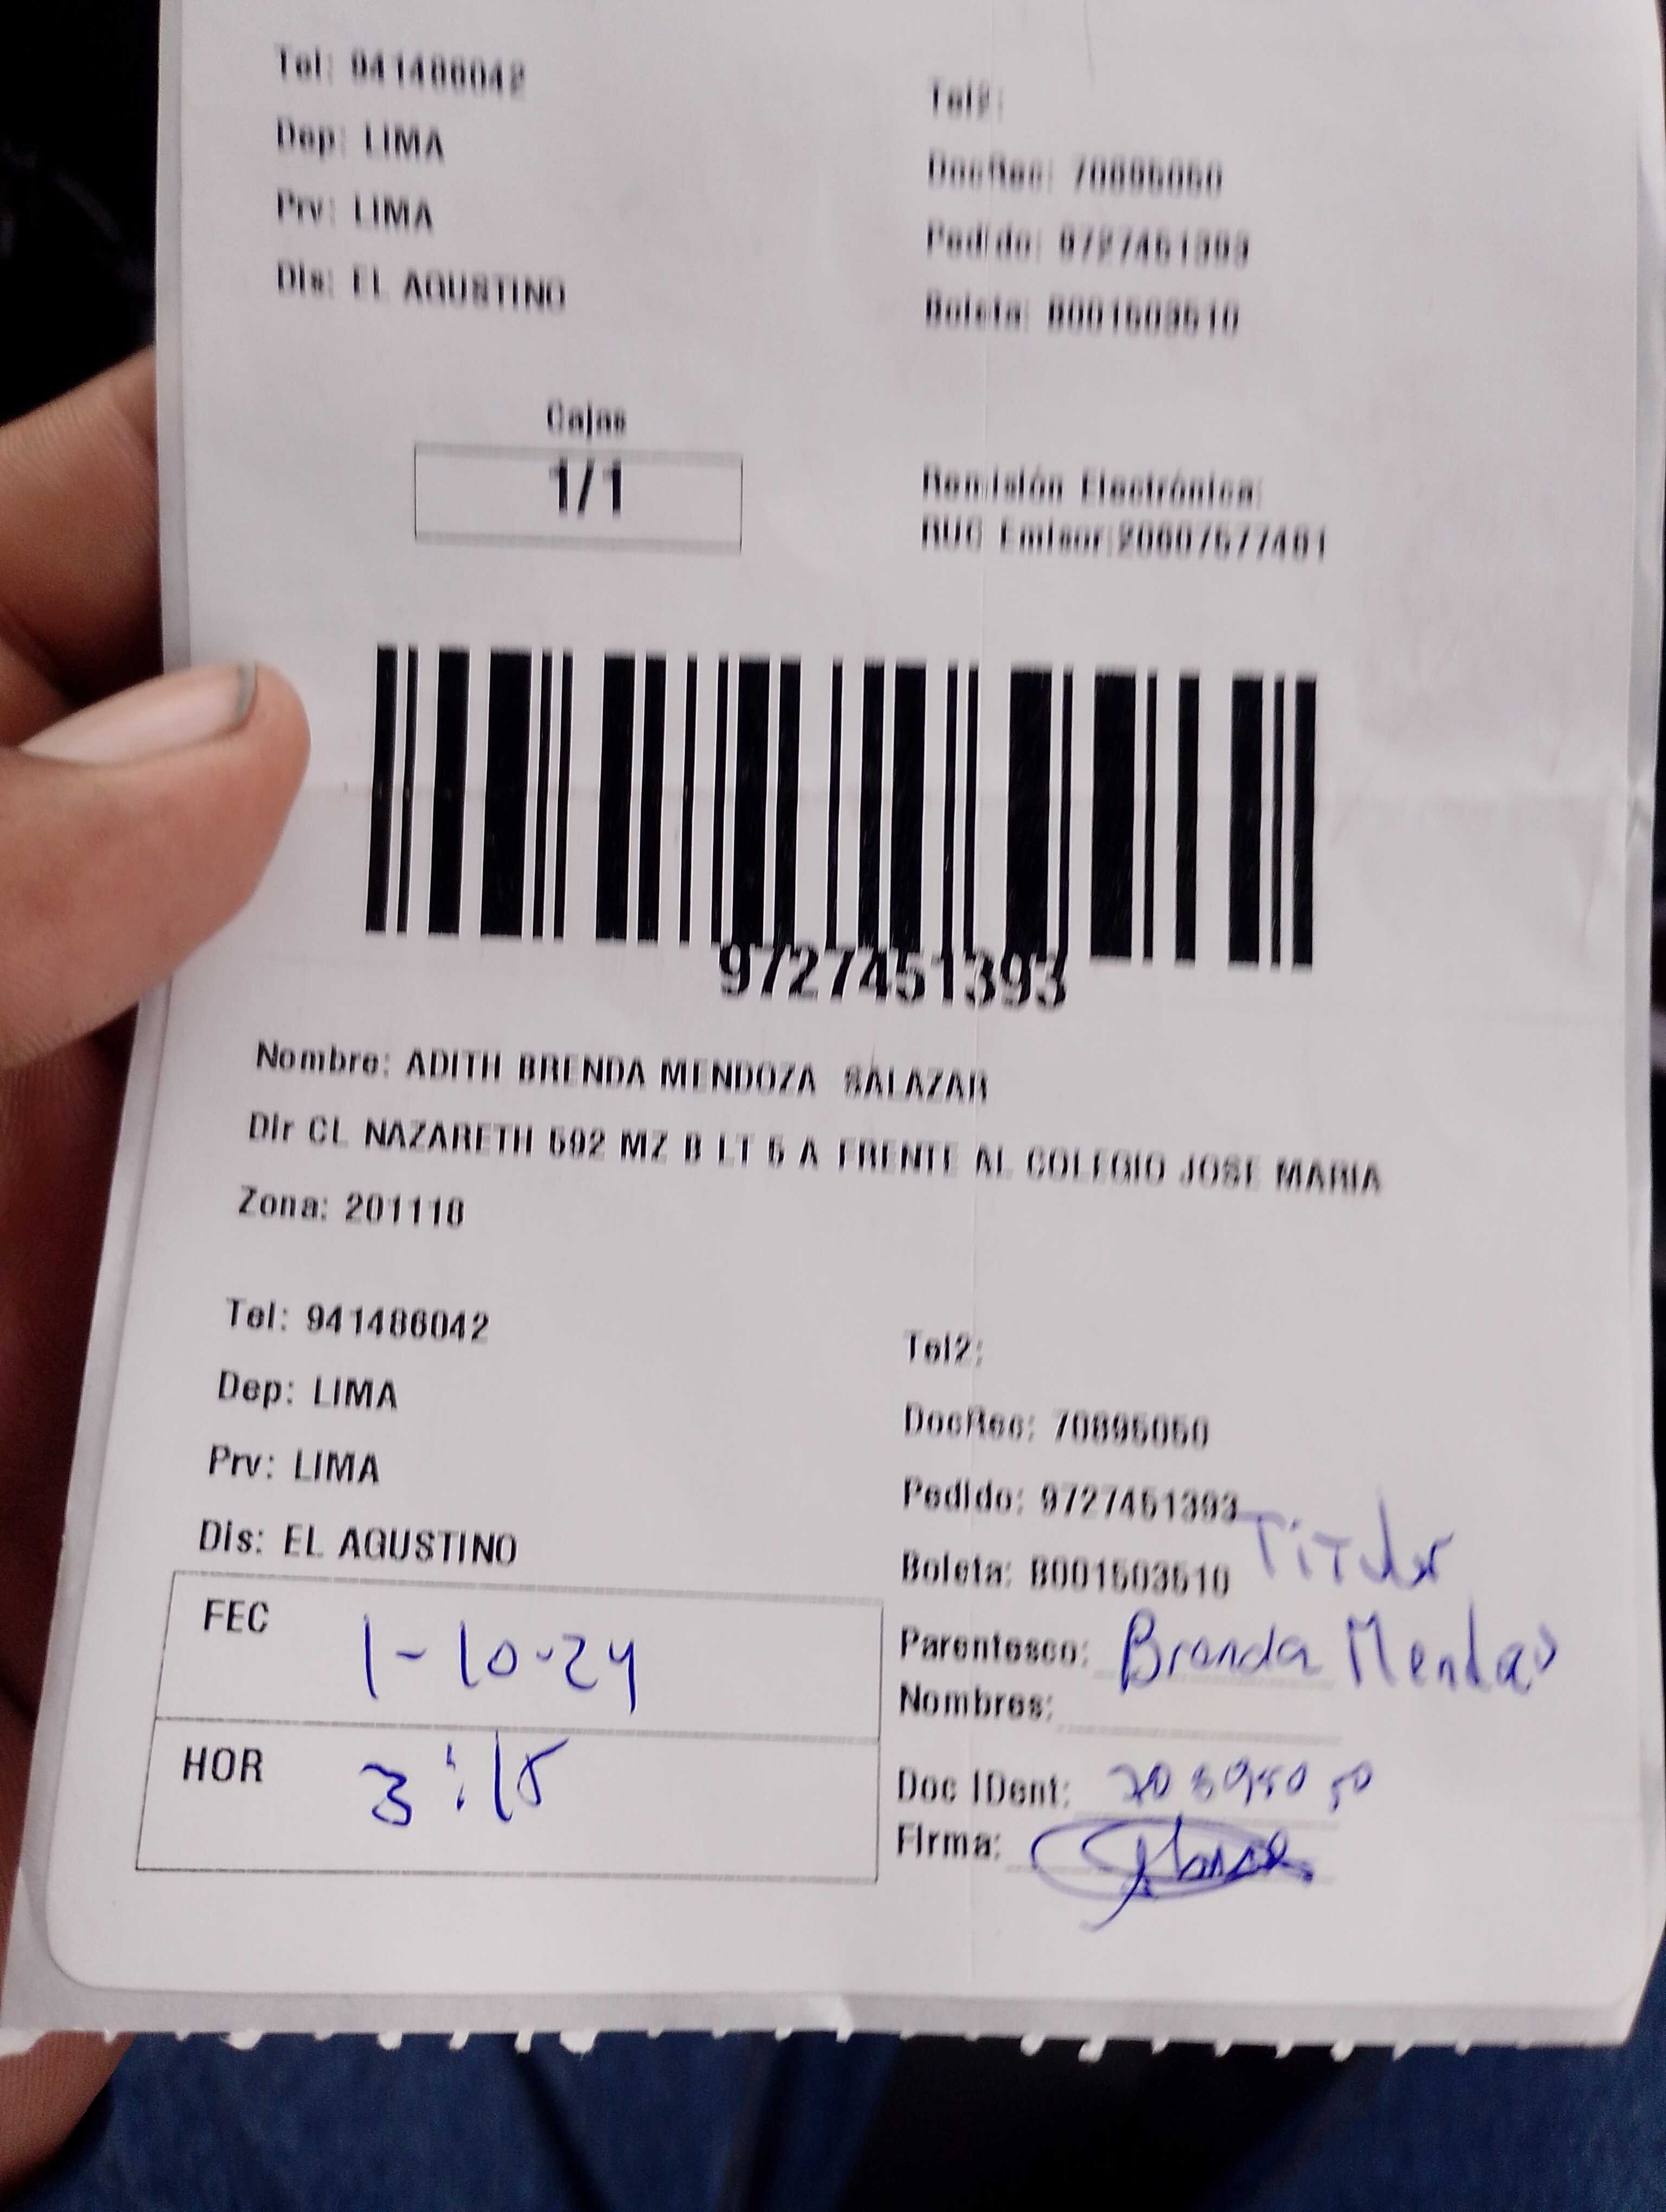 Tel: 941486042
Tel2:
Dep: LIMA
DocRec: 70895050
Prv: LIMA
Pedido: 9727451393
Dis: EL AGUSTINO
Boleta: B001503510
Cajas
1/1
Remisión Electrónica:
RUC Emisor:20607577481
9727451393
Nombre: ADITH BRENDA MENDOZA SALAZAR
Dir CL NAZARETH 592 MZ B LT 5 A FRENTE AL COLEGIO JOSE MARIA
Zona: 201118
Tel: 941486042
Tel2:
Dep: LIMA
DocRec: 70895050
Prv: LIMA
Pedido: 9727451393
Dis: EL AGUSTINO
Boleta: B001503510
Titular
FEC 1-10-24
Parentesco: Brenda Mendoza
Nombres:
HOR 3:15
Doc IDent:
Firma: